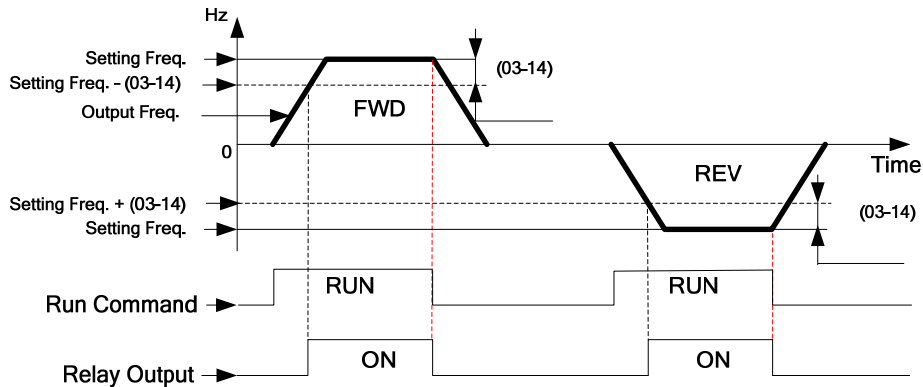 Hz
Setting Freq.
(03-14)
Setting Freq. - (03-14)
Output Freq.
FWD
0
Time
REV
Setting Freq. + (03-14)
(03-14)
Setting Freq.
Run Command
RUN
RUN
Relay Output
ON
ON